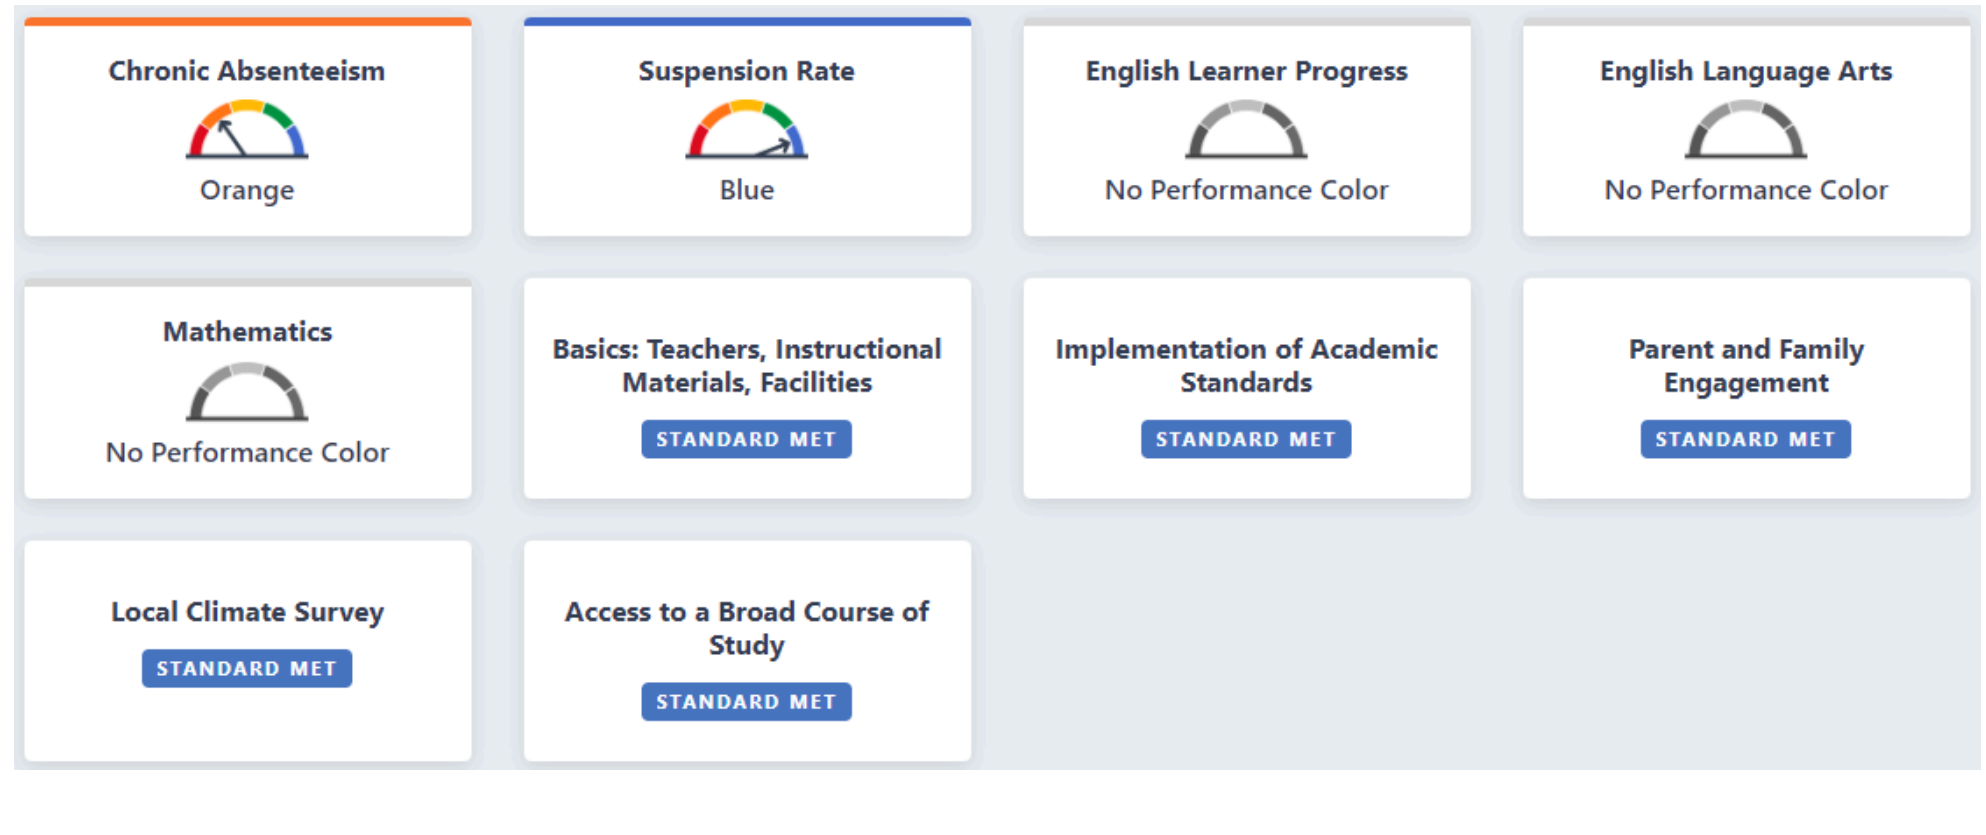 Chronic Absenteeism
Orange
Suspension Rate
Blue
English Learner Progress
No Performance Color
English Language Arts
No Performance Color
Mathematics
No Performance Color
Basics: Teachers, Instructional
Materials, Facilities
STANDARD MET
Implementation of Academic
Standards
STANDARD MET
Parent and Family
Engagement
STANDARD MET
Local Climate Survey
STANDARD MET
Access to a Broad Course of
Study
STANDARD MET